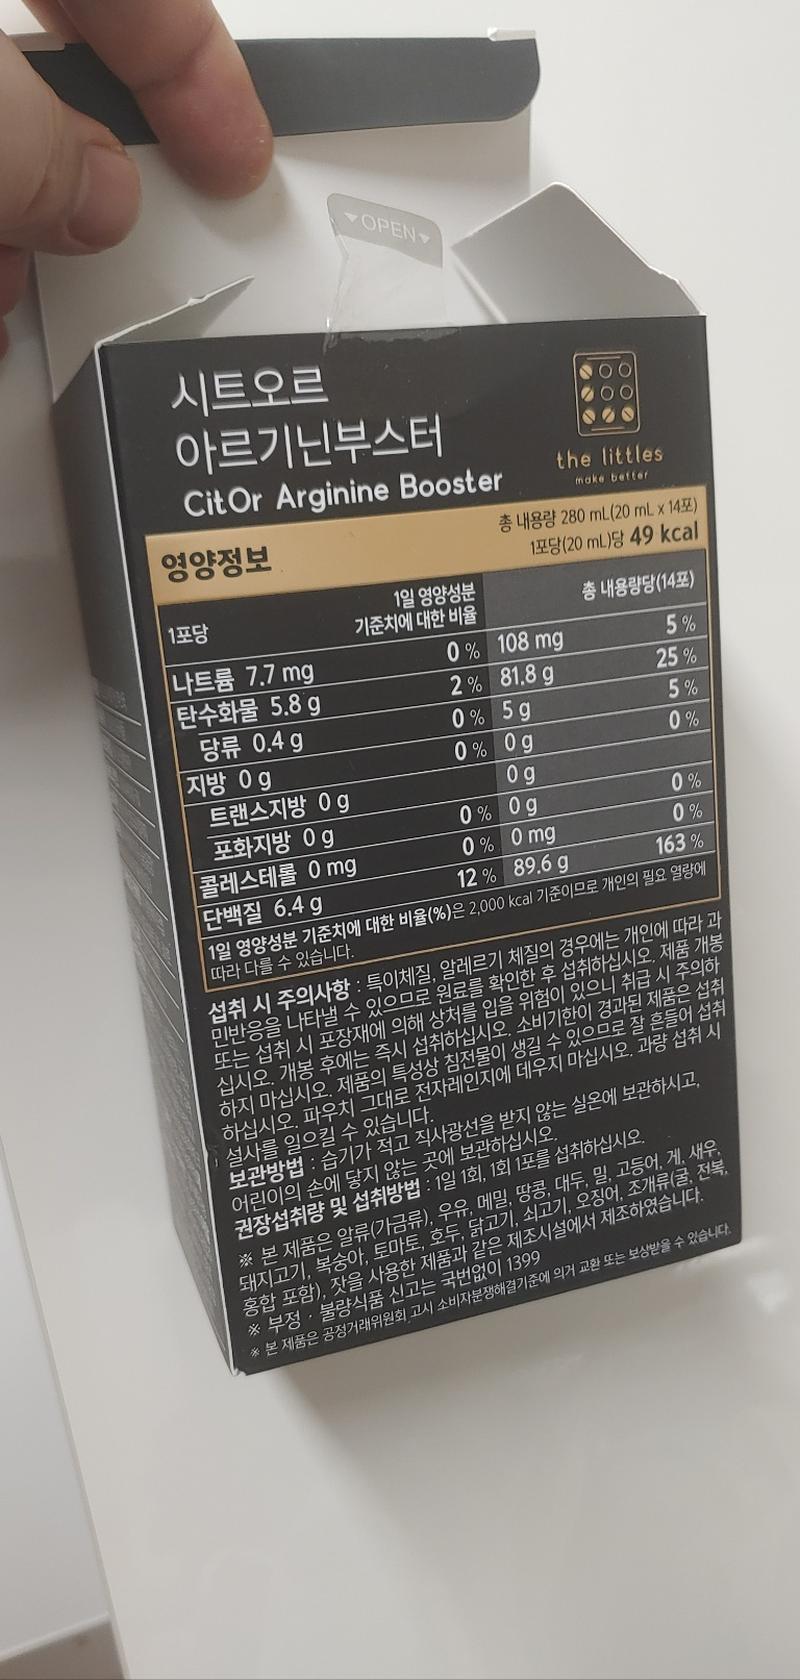 ▼OPEN▼
시트오르
아르기닌부스터
CitOr Arginine Booster
the littles
make better
영양정보
총 내용량 280 mL(20 mL x 14포)
1포당(20 mL)당 49 kcal
1포당
1일 영양성분
기준치에 대한 비율
총 내용량당(14포)
나트륨 7.7 mg 0 % 108 mg 5 %
탄수화물 5.8 g 2 % 81.8 g 25 %
당류 0.4 g 0 % 5 g 5 %
지방 0 g 0 % 0 g 0 %
트랜스지방 0 g 0 g
포화지방 0 g 0 % 0 g 0 %
콜레스테롤 0 mg 0 % 0 mg 0 %
단백질 6.4 g 12 % 89.6 g 163 %
1일 영양성분 기준치에 대한 비율(%)은 2,000 kcal 기준이므로 개인의 필요 열량에
따라 다를 수 있습니다.
섭취 시 주의사항 : 특이체질, 알레르기 체질의 경우에는 개인에 따라 과
민반응을 나타낼 수 있으므로 원료를 확인한 후 섭취하십시오. 제품 개봉
또는 섭취 시 포장재에 의해 상처를 입을 위험이 있으니 취급 시 주의하
십시오. 개봉 후에는 즉시 섭취하십시오. 소비기한이 경과된 제품은 섭취
하지 마십시오. 제품의 특성상 침전물이 생길 수 있으므로 잘 흔들어 섭취
하십시오. 파우치 그대로 전자레인지에 데우지 마십시오. 과량 섭취 시
설사를 일으킬 수 있습니다.
보관방법 : 습기가 적고 직사광선을 받지 않는 실온에 보관하시고,
어린이의 손에 닿지 않는 곳에 보관하십시오.
권장섭취량 및 섭취방법 : 1일 1회, 1회 1포를 섭취하십시오.
※ 본 제품은 알류(가금류), 우유, 메밀, 땅콩, 대두, 밀, 고등어, 게, 새우,
돼지고기, 복숭아, 토마토, 호두, 닭고기, 쇠고기, 오징어, 조개류(굴, 전복,
홍합 포함), 잣을 사용한 제품과 같은 제조시설에서 제조하였습니다.
※ 부정 · 불량식품 신고는 국번없이 1399
※ 본 제품은 공정거래위원회 고시 소비자분쟁해결기준에 의거 교환 또는 보상받을 수 있습니다.